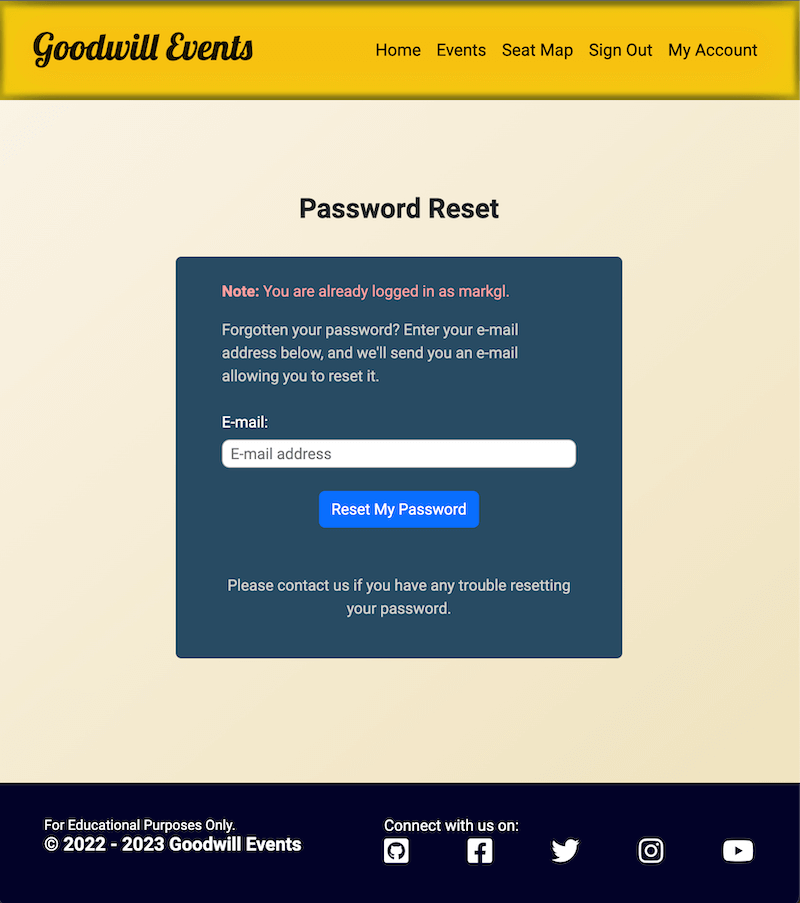 Goodwill Events
Home Events Seat Map Sign Out My Account
Password Reset
Note: You are already logged in as markgl.
Forgotten your password? Enter your e-mail
address below, and we'll send you an e-mail
allowing you to reset it.
E-mail:
E-mail address
Reset My Password
Please contact us if you have any trouble resetting
your password.
For Educational Purposes Only.
© 2022 - 2023 Goodwill Events
Connect with us on: